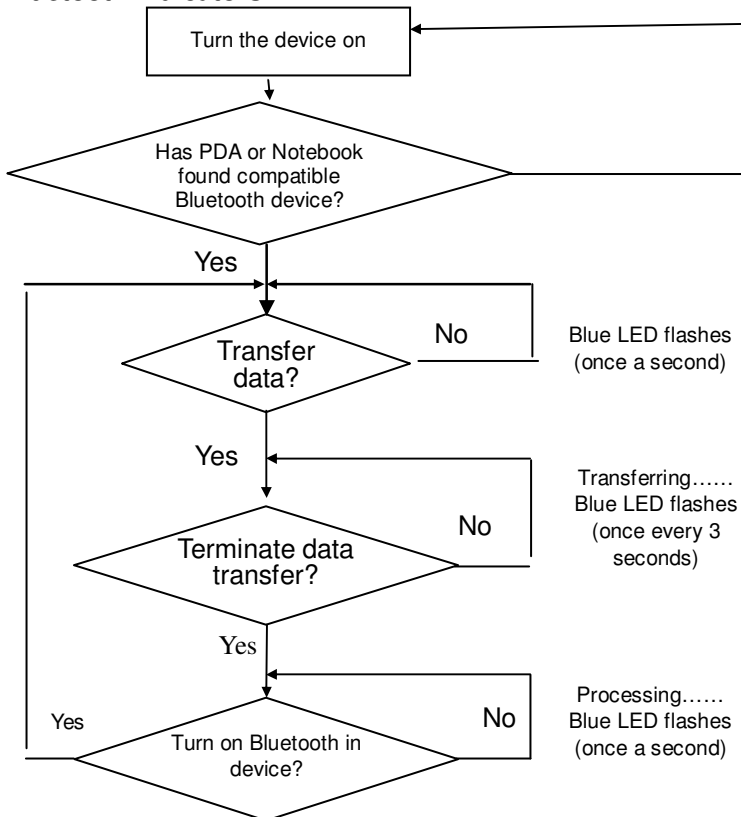 Turn the device on
Has PDA or Notebook
found compatible
Bluetooth device?
Yes
No
Blue LED flashes
(once a second)
Transfer
data?
Yes
Transferring……
Blue LED flashes
(once every 3
seconds)
No
Terminate data
transfer?
Yes
Processing……
Blue LED flashes
(once a second)
Yes
No
Turn on Bluetooth in
device?